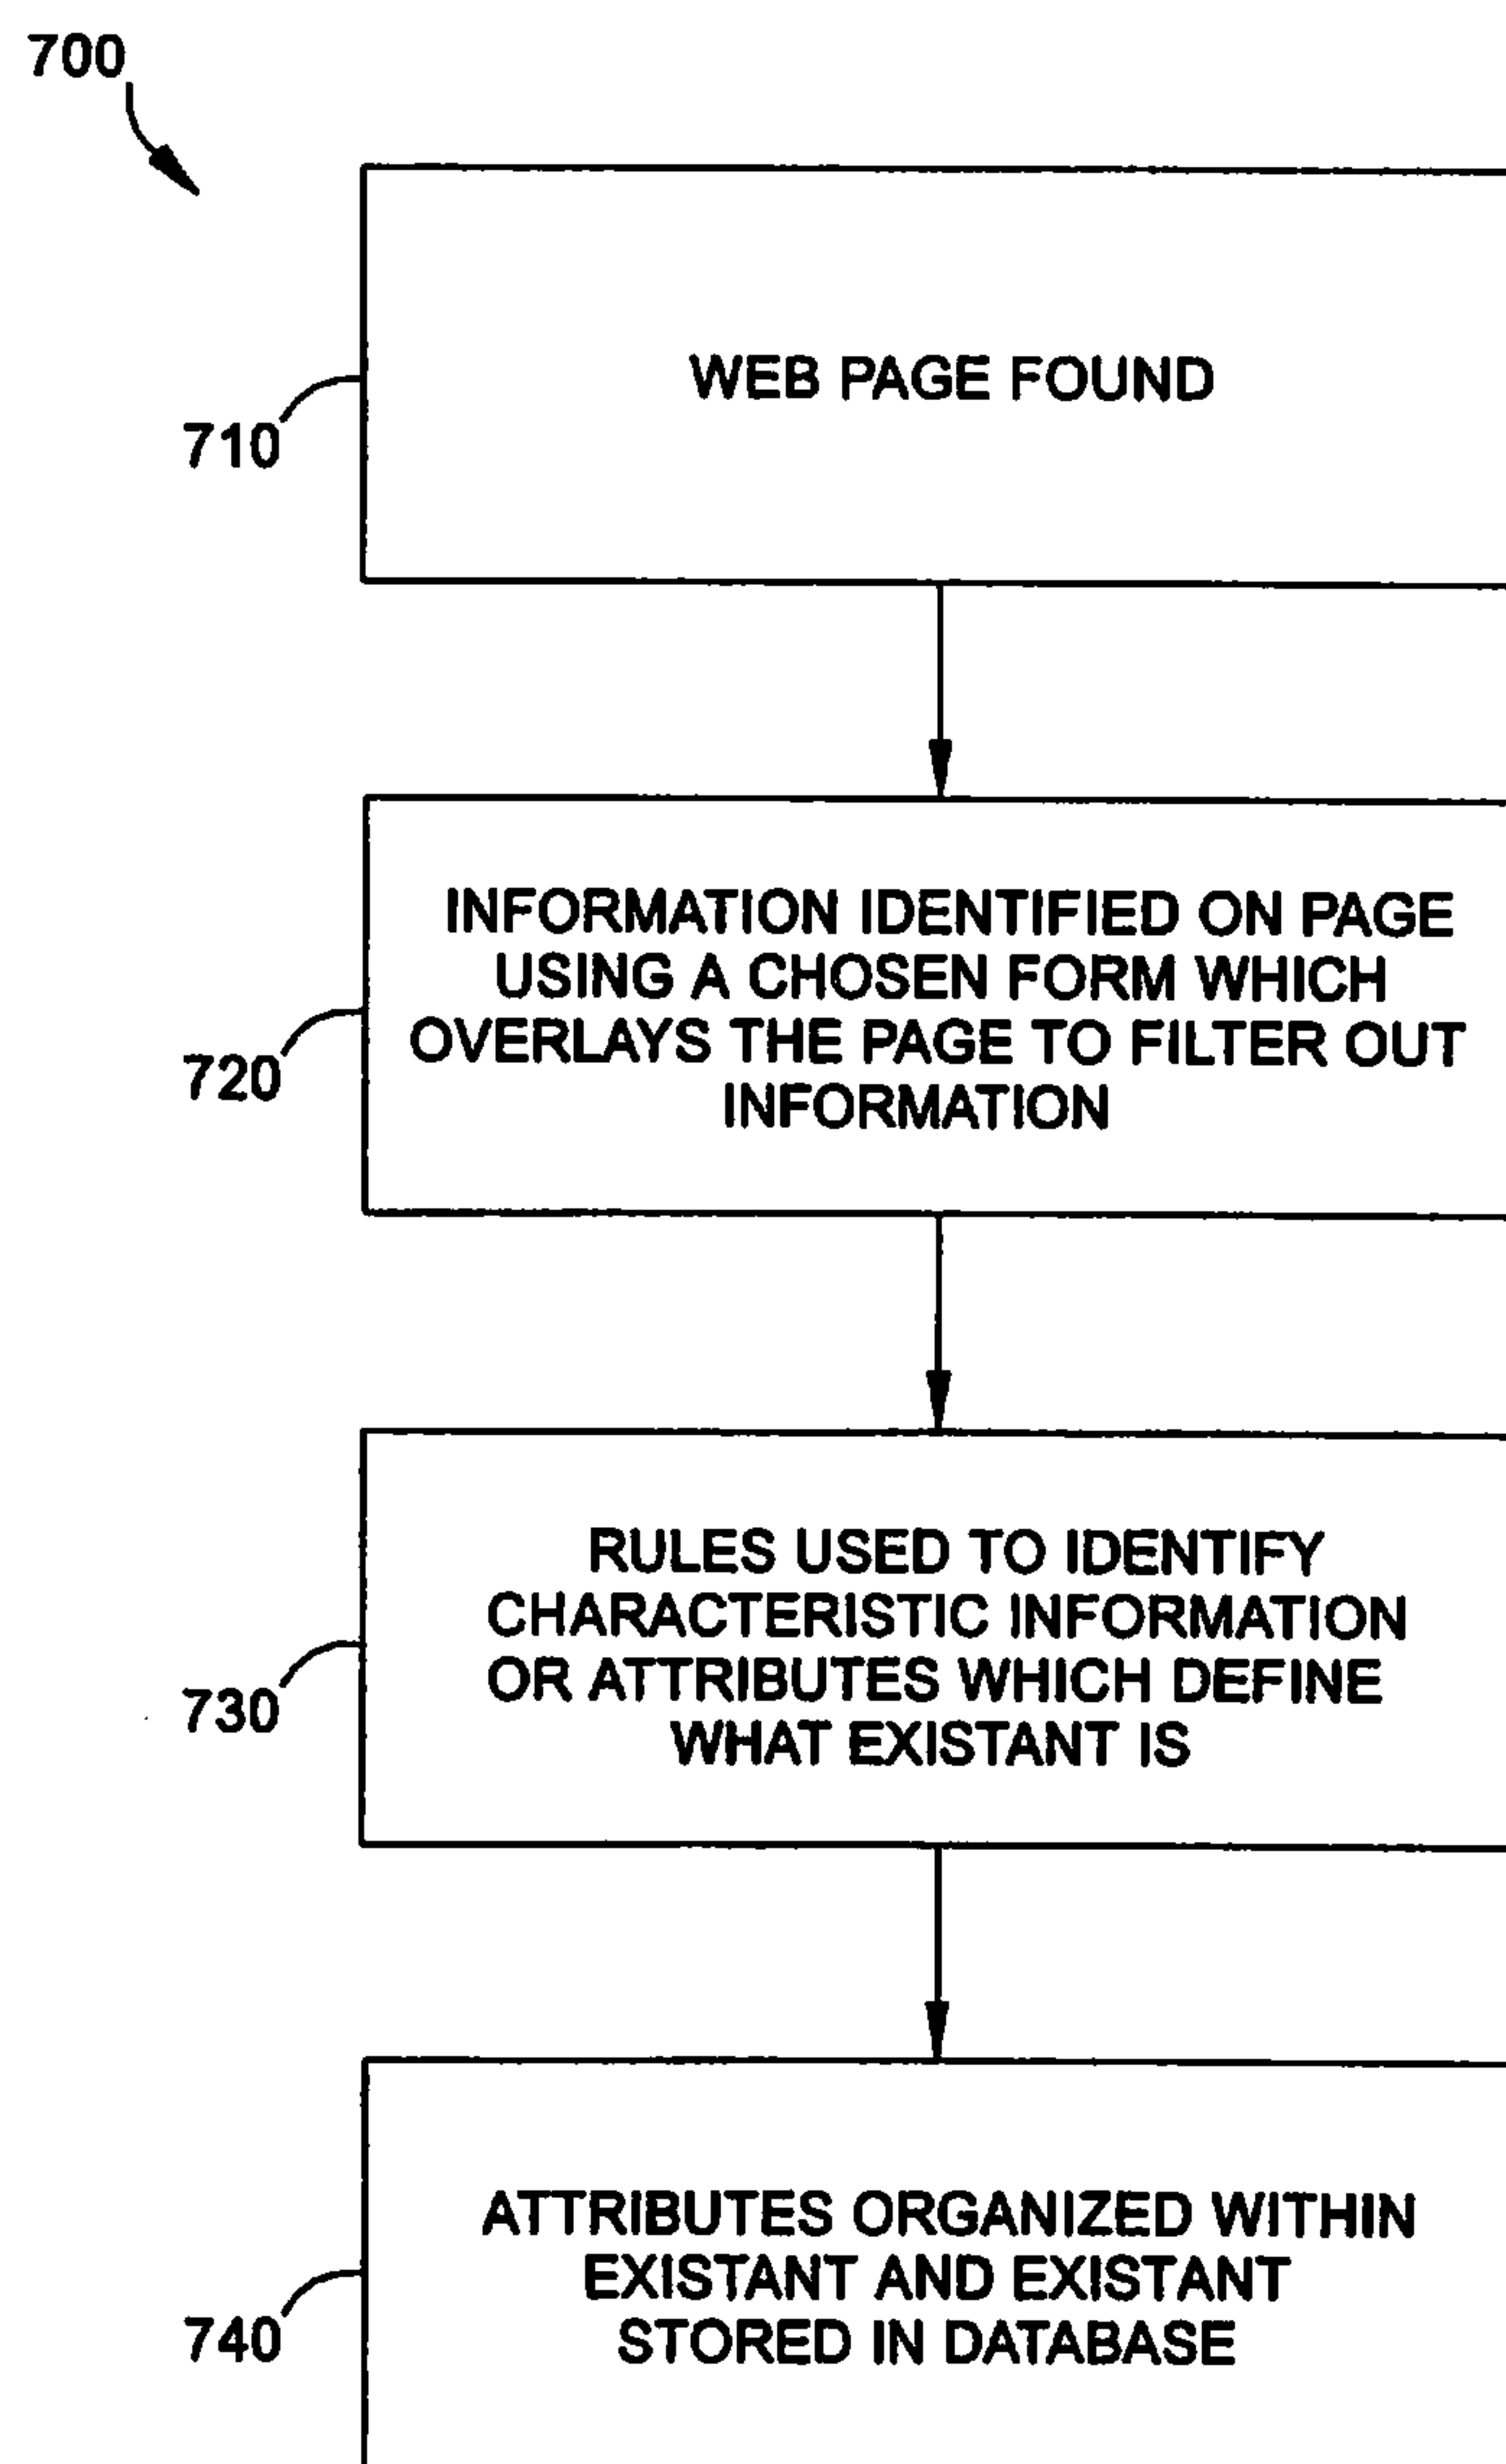 700
WEB PAGE FOUND
710
INFORMATION IDENTIFIED ON PAGE
USING A CHOSEN FORM WHICH
OVERLAYS THE PAGE TO FILTER OUT
INFORMATION
720
RULES USED TO IDENTIFY
CHARACTERISTIC INFORMATION
OR ATTRIBUTES WHICH DEFINE
WHAT EXISTANT IS
730
ATTRIBUTES ORGANIZED WITHIN
EXISTANT AND EXISTANT
STORED IN DATABASE
740